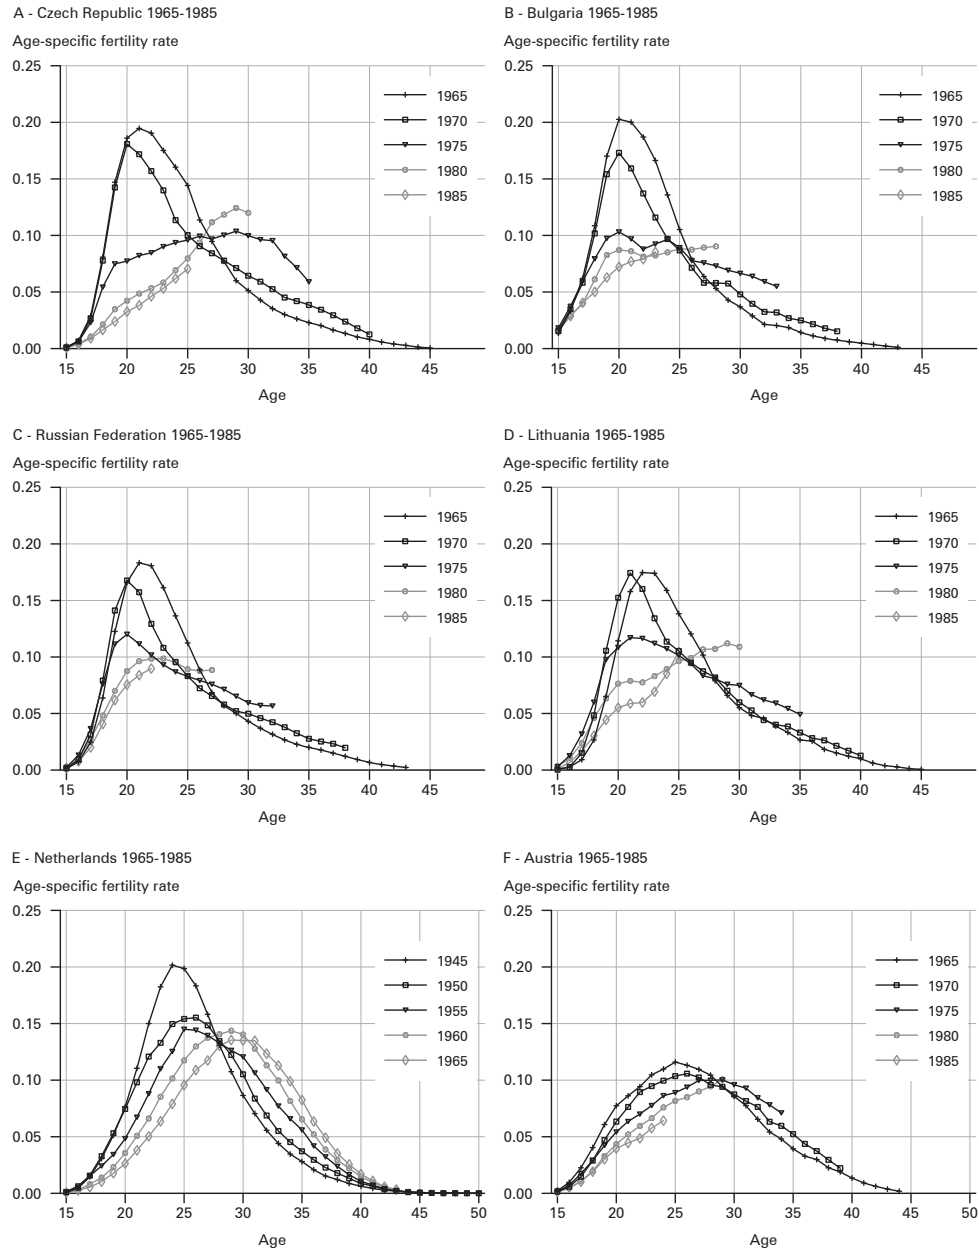 A - Czech Republic 1965-1985
Age-specific fertility rate
0.25
0.20
0.15
0.10
0.05
0.00
15 20 25 30 35 40 45
Age
1965
1970
1975
1980
1985
B - Bulgaria 1965-1985
Age-specific fertility rate
0.25
0.20
0.15
0.10
0.05
0.00
15 20 25 30 35 40 45
Age
1965
1970
1975
1980
1985
C - Russian Federation 1965-1985
Age-specific fertility rate
0.25
0.20
0.15
0.10
0.05
0.00
15 20 25 30 35 40 45
Age
1965
1970
1975
1980
1985
D - Lithuania 1965-1985
Age-specific fertility rate
0.25
0.20
0.15
0.10
0.05
0.00
15 20 25 30 35 40 45
Age
1965
1970
1975
1980
1985
E - Netherlands 1965-1985
Age-specific fertility rate
0.25
0.20
0.15
0.10
0.05
0.00
15 20 25 30 35 40 45 50
Age
1945
1950
1955
1960
1965
F - Austria 1965-1985
Age-specific fertility rate
0.25
0.20
0.15
0.10
0.05
0.00
15 20 25 30 35 40 45 50
Age
1965
1970
1975
1980
1985